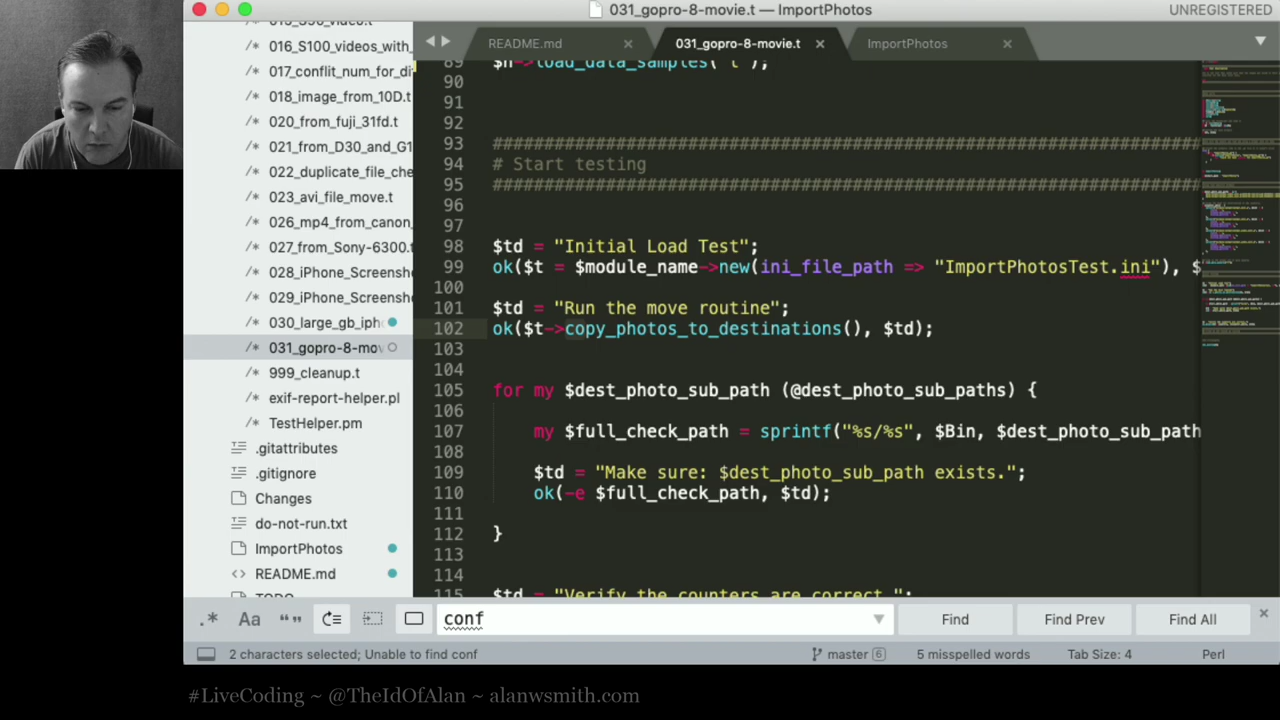 031_gopro-8-movie.t — ImportPhotos
UNREGISTERED
README.md
031_gopro-8-movie.t
ImportPhotos
/* 016_S100_videos_with_
/* 017_conflit_num_for_di
/* 018_image_from_10D.t
/* 020_from_fuji_31fd.t
/* 021_from_D30_and_G1
/* 022_duplicate_file_che
/* 023_avi_file_move.t
/* 026_mp4_from_canon_
/* 027_from_Sony-6300.t
/* 028_iPhone_Screensh
/* 029_iPhone_Screensh
/* 030_large_gb_iph
/* 031_gopro-8-mov
/* 999_cleanup.t
/* exif-report-helper.pl
/* TestHelper.pm
.gitattributes
.gitignore
Changes
do-not-run.txt
ImportPhotos
<> README.md
89 $h->load_data_samples('t');
90
91
92
93 ####################################################################
94 # Start testing
95 ####################################################################
96
97
98 $td = "Initial Load Test";
99 ok($t = $module_name->new(ini_file_path => "ImportPhotosTest.ini"), $
100
101 $td = "Run the move routine";
102 ok($t->copy_photos_to_destinations(), $td);
103
104
105 for my $dest_photo_sub_path (@dest_photo_sub_paths) {
106
107 my $full_check_path = sprintf("%s/%s", $Bin, $dest_photo_sub_path
108
109 $td = "Make sure: $dest_photo_sub_path exists.";
110 ok(-e $full_check_path, $td);
111
112 }
113
114
115 $td = "Verify the counters are correct.";
.* Aa “” conf Find Find Prev Find All
2 characters selected; Unable to find conf
master 6
5 misspelled words
Tab Size: 4
Perl
#LiveCoding ~ @TheIdOfAlan ~ alanwsmith.com